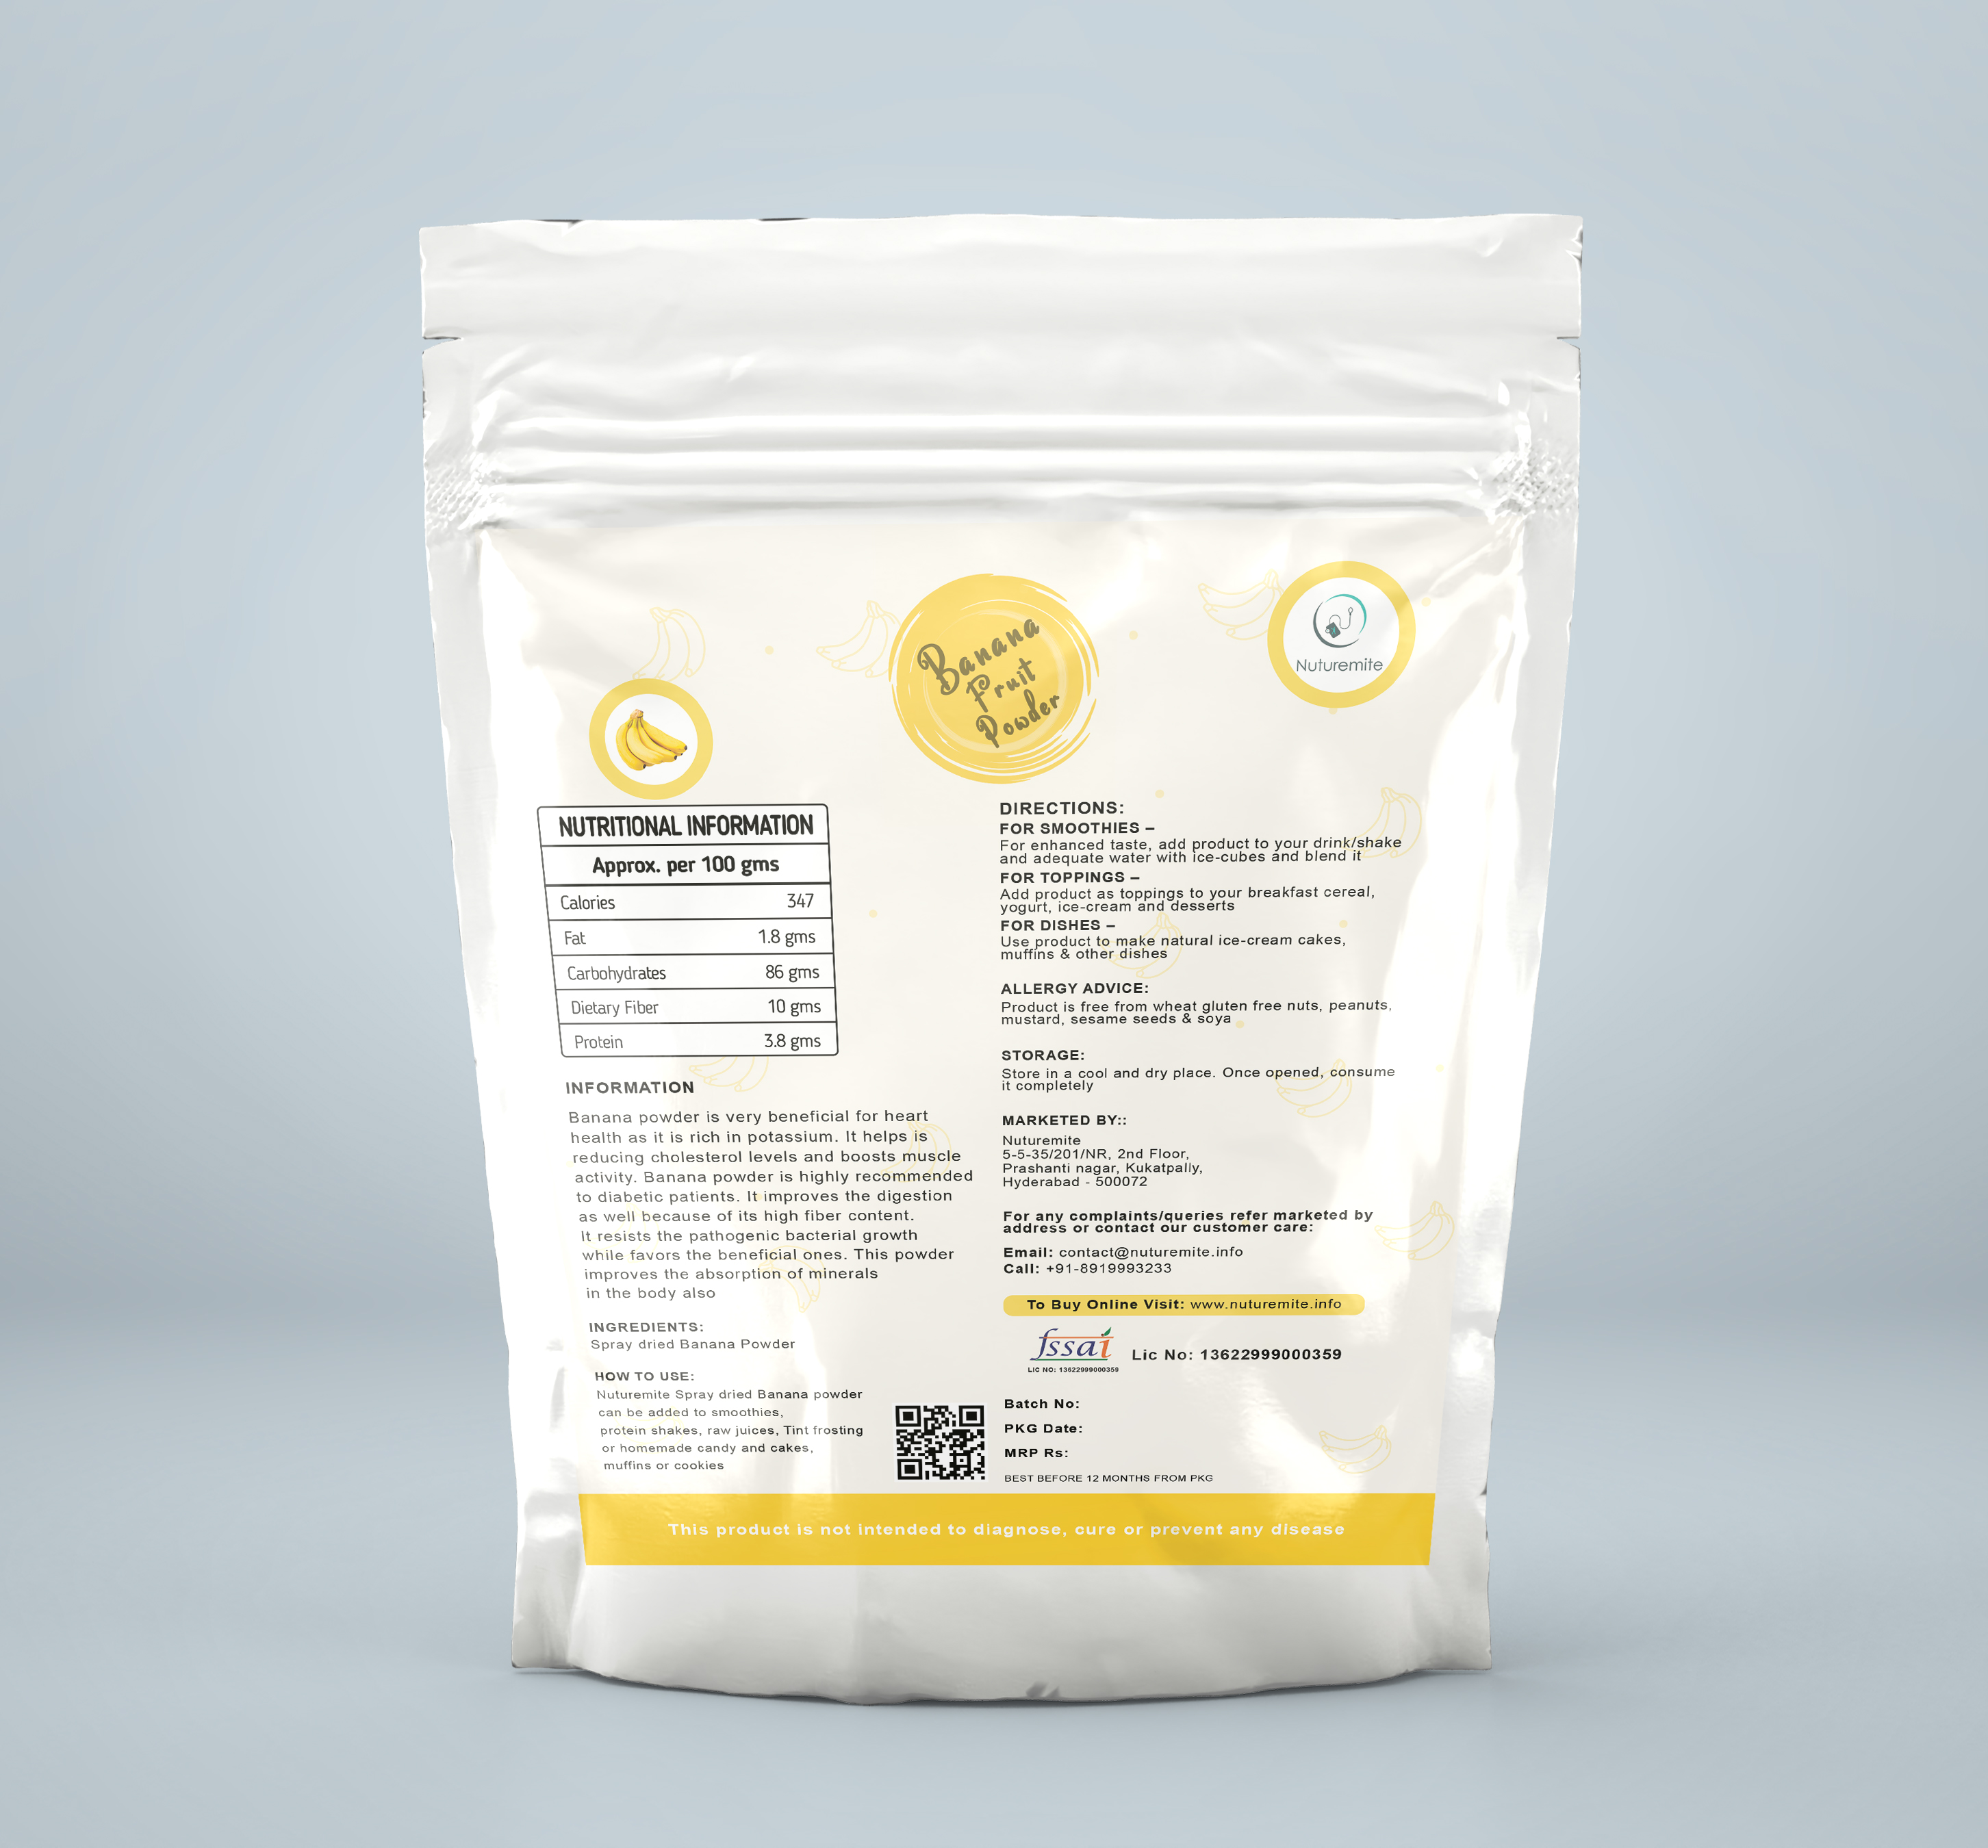 Banana
Fruit
Powder
Nuturemite
NUTRITIONAL INFORMATION
Approx. per 100 gms
Calories 347
Fat 1.8 gms
Carbohydrates 86 gms
Dietary Fiber 10 gms
Protein 3.8 gms
INFORMATION
Banana powder is very beneficial for heart
health as it is rich in potassium. It helps is
reducing cholesterol levels and boosts muscle
activity. Banana powder is highly recommended
to diabetic patients. It improves the digestion
as well because of its high fiber content.
It resists the pathogenic bacterial growth
while favors the beneficial ones. This powder
improves the absorption of minerals
in the body also
INGREDIENTS:
Spray dried Banana Powder
HOW TO USE:
Nuturemite Spray dried Banana powder
can be added to smoothies,
protein shakes, raw juices, Tint frosting
or homemade candy and cakes,
muffins or cookies
DIRECTIONS:
FOR SMOOTHIES –
For enhanced taste, add product to your drink/shake
and adequate water with ice-cubes and blend it
FOR TOPPINGS –
Add product as toppings to your breakfast cereal,
yogurt, ice-cream and desserts
FOR DISHES –
Use product to make natural ice-cream cakes,
muffins & other dishes
ALLERGY ADVICE:
Product is free from wheat gluten free nuts, peanuts,
mustard, sesame seeds & soya
STORAGE:
Store in a cool and dry place. Once opened, consume
it completely
MARKETED BY::
Nuturemite
5-5-35/201/NR, 2nd Floor,
Prashanti nagar, Kukatpally,
Hyderabad - 500072
For any complaints/queries refer marketed by
address or contact our customer care:
Email: contact@nuturemite.info
Call: +91-8919993233
To Buy Online Visit: www.nuturemite.info
fssai
LIC NO: 13622999000359
Lic No: 13622999000359
Batch No:
PKG Date:
MRP Rs:
BEST BEFORE 12 MONTHS FROM PKG
This product is not intended to diagnose, cure or prevent any disease